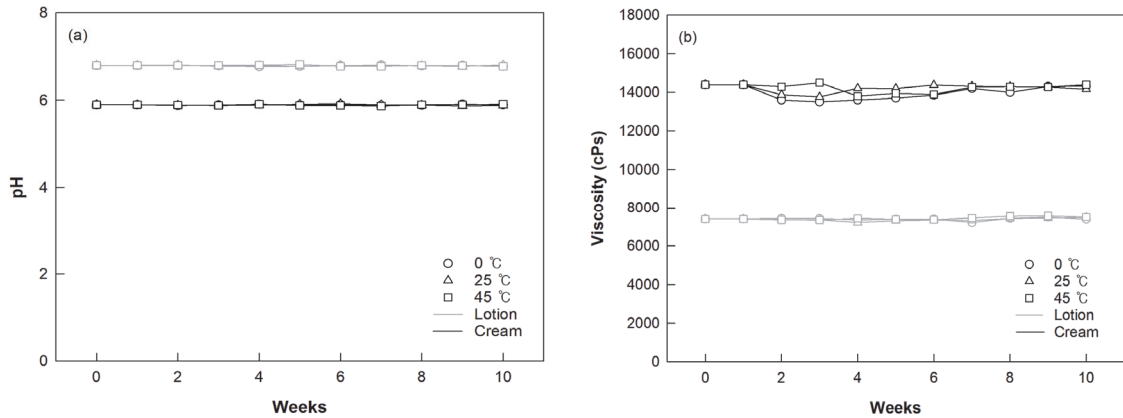 (a)
pH
8
6
4
2
0
0 2 4 6 8 10
Weeks
0 ℃
25 ℃
45 ℃
Lotion
Cream
(b)
Viscosity (cPs)
18000
16000
14000
12000
10000
8000
6000
4000
2000
0
0 2 4 6 8 10
Weeks
0 ℃
25 ℃
45 ℃
Lotion
Cream